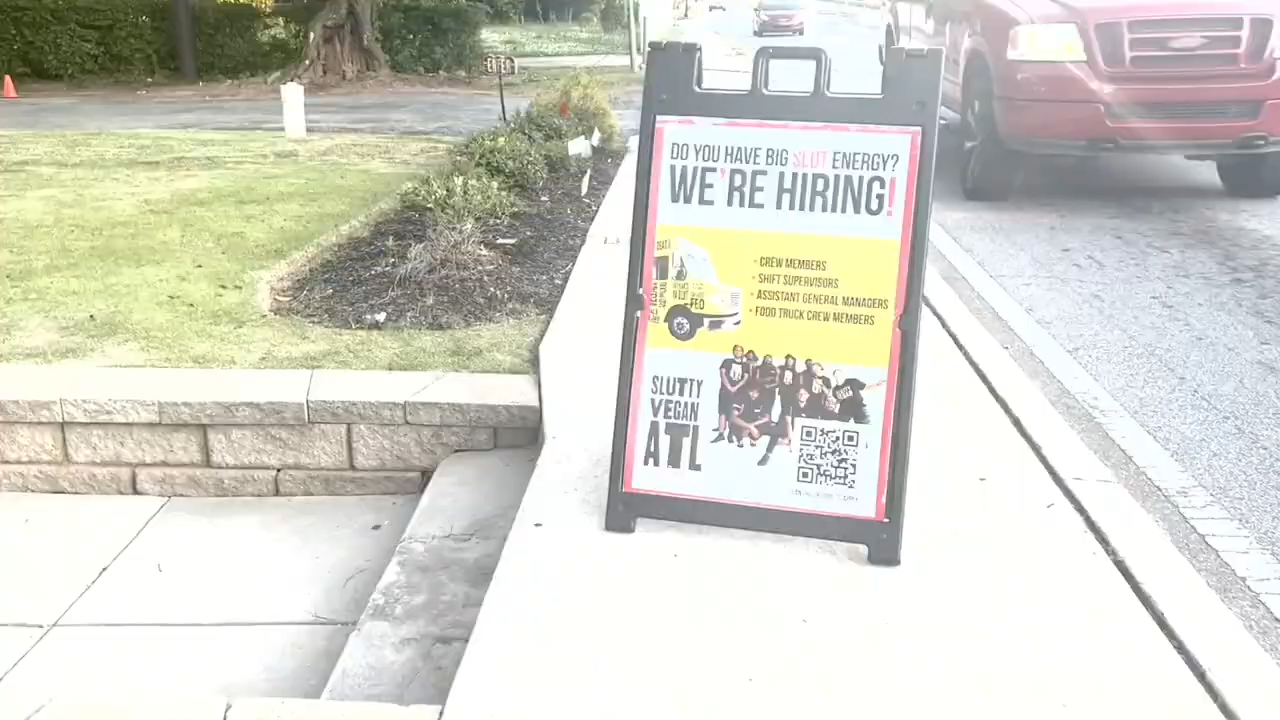 DO YOU HAVE BIG SLUT ENERGY?
WE'RE HIRING!
• CREW MEMBERS
• SHIFT SUPERVISORS
• ASSISTANT GENERAL MANAGERS
• FOOD TRUCK CREW MEMBERS
SLUTTY
VEGAN
ATL